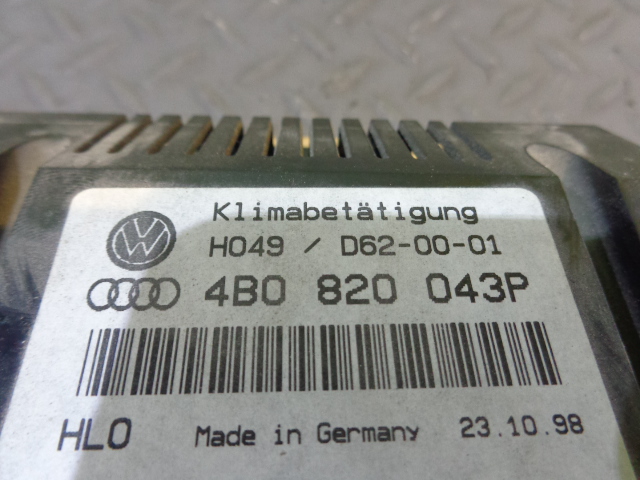 Klimabetätigung
H049 / D62-00-01
4B0 820 043P
HLO Made in Germany 23.10.98